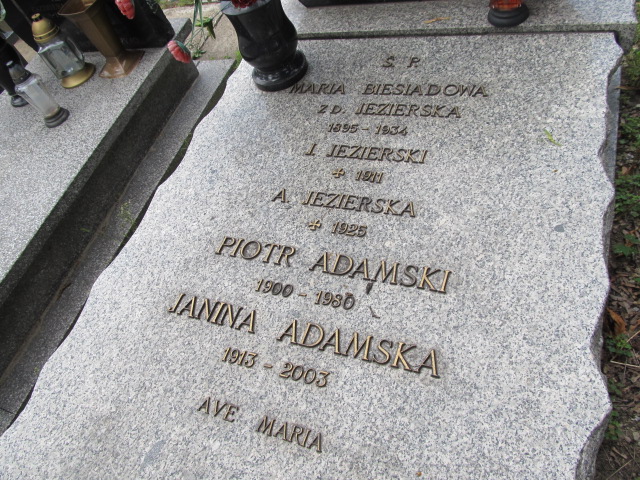 Ś. P.
MARIA BIESIADOWA
Z D. JEZIERSKA
1895 - 1934
I. JEZIERSKI
+ 1911
A. JEZIERSKA
+ 1925
PIOTR ADAMSKI
1900 - 1980
JANINA ADAMSKA
1913 - 2003
AVE MARIA